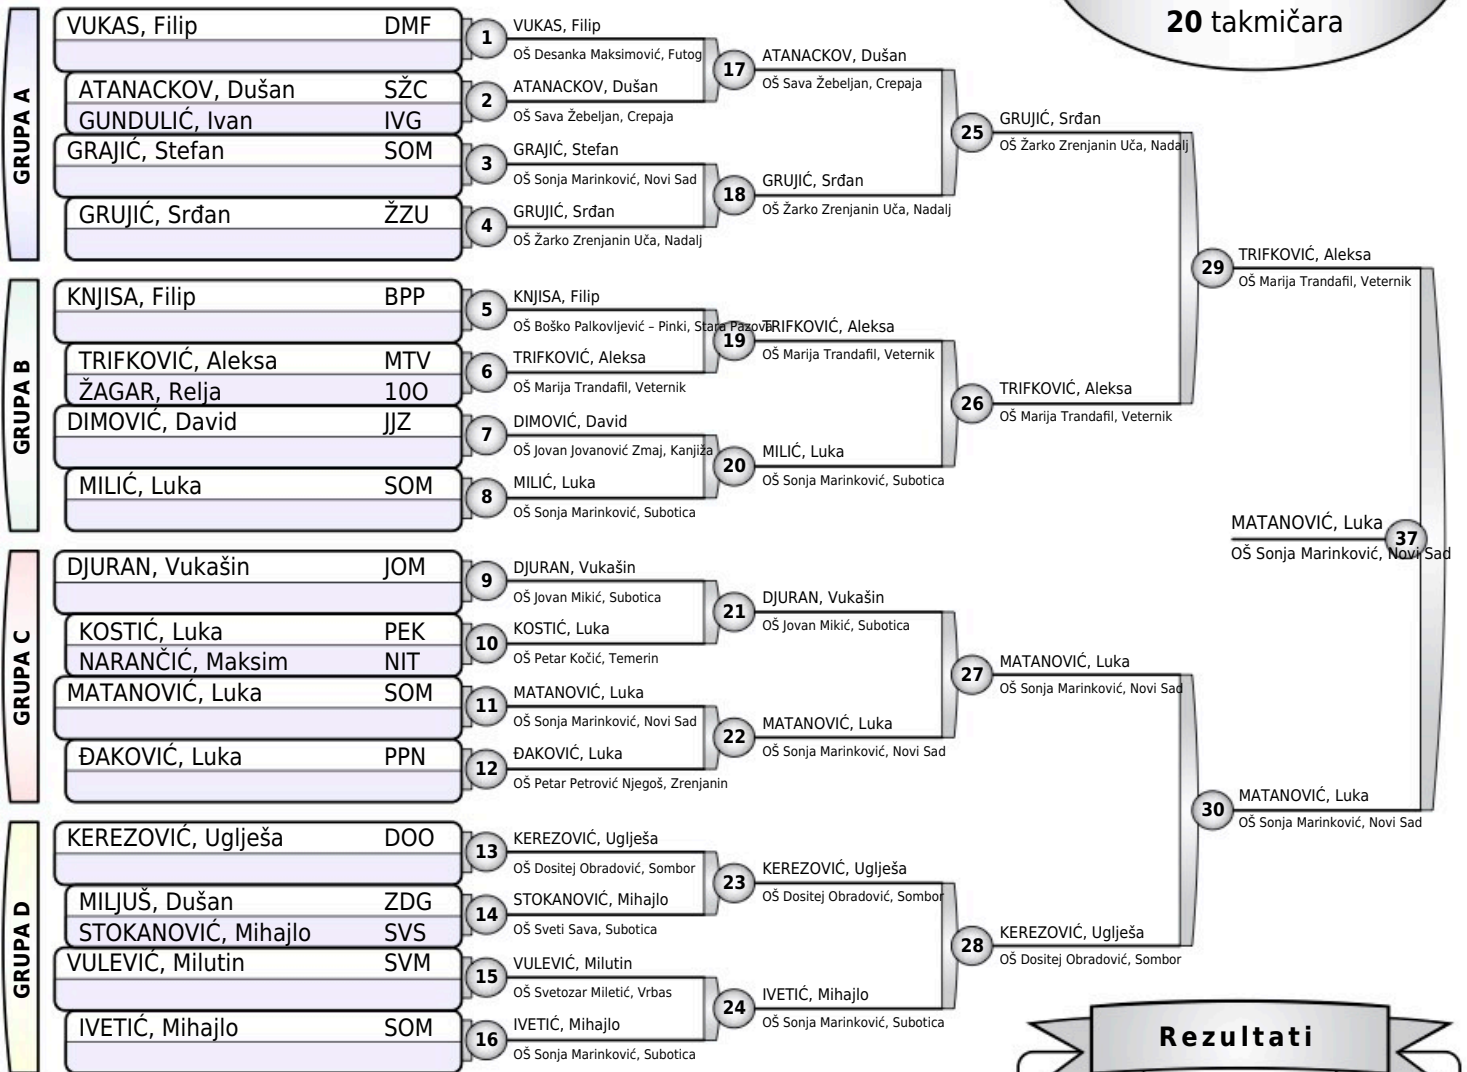 20 takmičara
GRUPA A
VUKAS, Filip DMF
ATANACKOV, Dušan SŽC
GUNDULIĆ, Ivan IVG
GRAJIĆ, Stefan SOM
GRUJIĆ, Srđan ŽZU
GRUPA B
KNJISA, Filip BPP
TRIFKOVIĆ, Aleksa MTV
ŽAGAR, Relja 10O
DIMOVIĆ, David JJZ
MILIĆ, Luka SOM
GRUPA C
DJURAN, Vukašin JOM
KOSTIĆ, Luka PEK
NARANČIĆ, Maksim NIT
MATANOVIĆ, Luka SOM
ĐAKOVIĆ, Luka PPN
GRUPA D
KEREZOVIĆ, Uglješa DOO
MILJUŠ, Dušan ZDG
STOKANOVIĆ, Mihajlo SVS
VULEVIĆ, Milutin SVM
IVETIĆ, Mihajlo SOM
1 VUKAS, Filip
OŠ Desanka Maksimović, Futog
2 ATANACKOV, Dušan
OŠ Sava Žebeljan, Crepaja
3 GRAJIĆ, Stefan
OŠ Sonja Marinković, Novi Sad
4 GRUJIĆ, Srđan
OŠ Žarko Zrenjanin Uča, Nadalj
5 KNJISA, Filip
OŠ Boško Palkovljević – Pinki, Stara Pazova
6 TRIFKOVIĆ, Aleksa
OŠ Marija Trandafil, Veternik
7 DIMOVIĆ, David
OŠ Jovan Jovanović Zmaj, Kanjiža
8 MILIĆ, Luka
OŠ Sonja Marinković, Subotica
9 DJURAN, Vukašin
OŠ Jovan Mikić, Subotica
10 KOSTIĆ, Luka
OŠ Petar Kočić, Temerin
11 MATANOVIĆ, Luka
OŠ Sonja Marinković, Novi Sad
12 ĐAKOVIĆ, Luka
OŠ Petar Petrović Njegoš, Zrenjanin
13 KEREZOVIĆ, Uglješa
OŠ Dositej Obradović, Sombor
14 STOKANOVIĆ, Mihajlo
OŠ Sveti Sava, Subotica
15 VULEVIĆ, Milutin
OŠ Svetozar Miletić, Vrbas
16 IVETIĆ, Mihajlo
OŠ Sonja Marinković, Subotica
17 ATANACKOV, Dušan
OŠ Sava Žebeljan, Crepaja
18 GRUJIĆ, Srđan
OŠ Žarko Zrenjanin Uča, Nadalj
19 TRIFKOVIĆ, Aleksa
OŠ Marija Trandafil, Veternik
20 MILIĆ, Luka
OŠ Sonja Marinković, Subotica
21 DJURAN, Vukašin
OŠ Jovan Mikić, Subotica
22 MATANOVIĆ, Luka
OŠ Sonja Marinković, Novi Sad
23 KEREZOVIĆ, Uglješa
OŠ Dositej Obradović, Sombor
24 IVETIĆ, Mihajlo
OŠ Sonja Marinković, Subotica
25 GRUJIĆ, Srđan
OŠ Žarko Zrenjanin Uča, Nadalj
26 TRIFKOVIĆ, Aleksa
OŠ Marija Trandafil, Veternik
27 MATANOVIĆ, Luka
OŠ Sonja Marinković, Novi Sad
28 KEREZOVIĆ, Uglješa
OŠ Dositej Obradović, Sombor
29 TRIFKOVIĆ, Aleksa
OŠ Marija Trandafil, Veternik
30 MATANOVIĆ, Luka
OŠ Sonja Marinković, Novi Sad
MATANOVIĆ, Luka 37
OŠ Sonja Marinković, Novi Sad
Rezultati